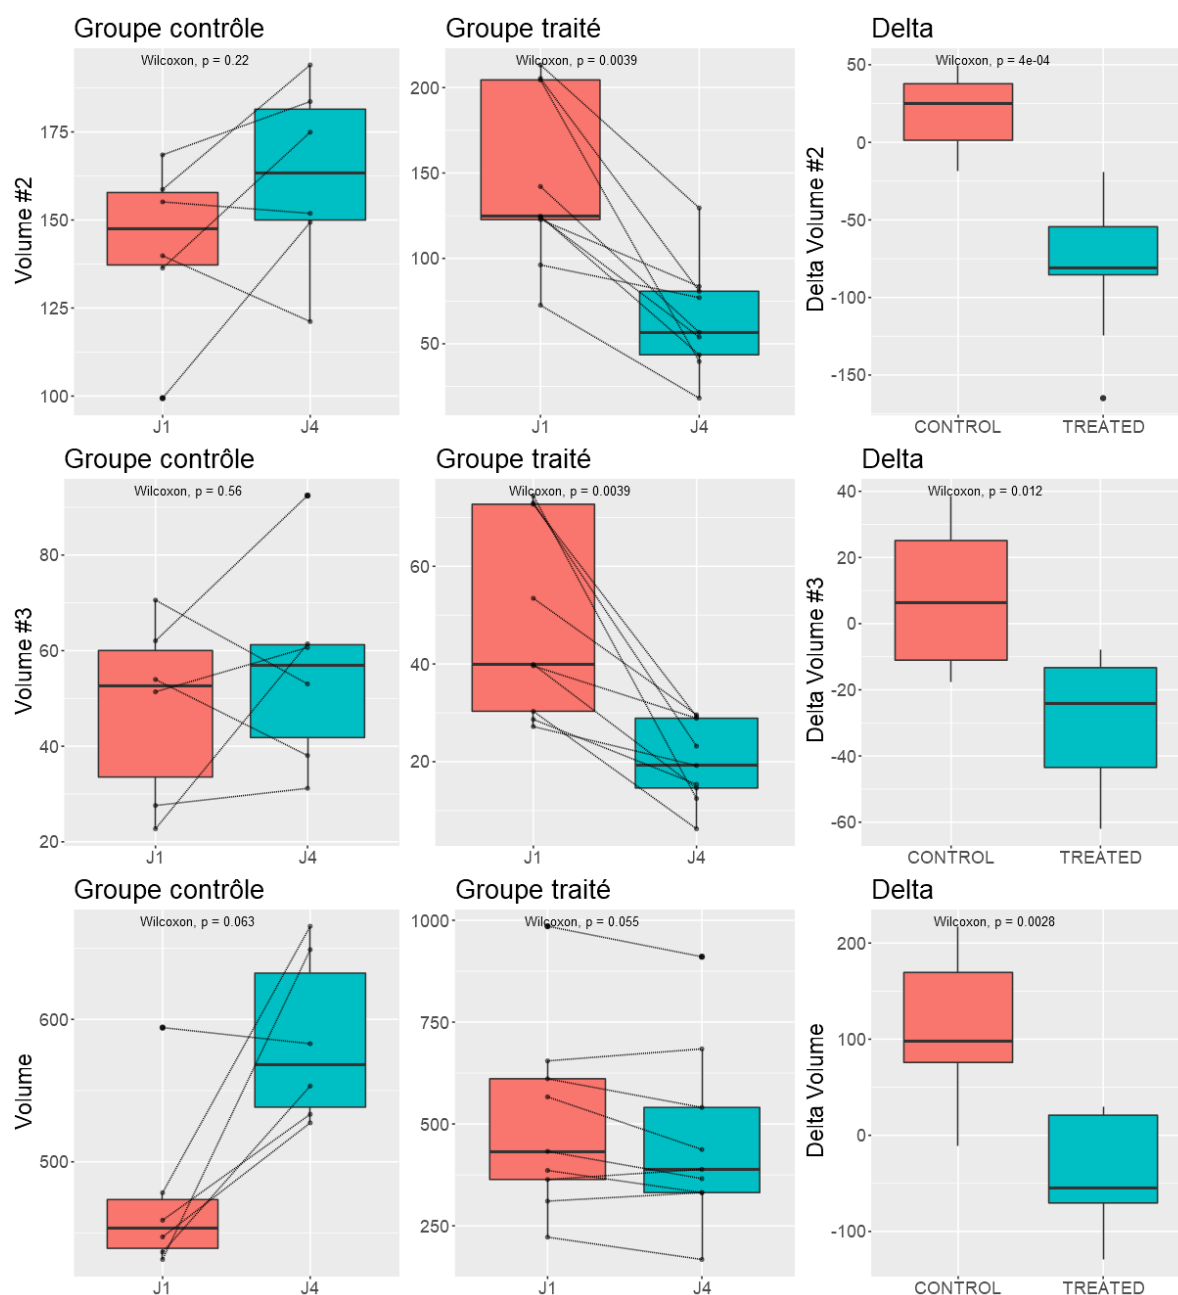 Groupe contrôle
Groupe traité
Delta
Wilcoxon, p = 0.22
Wilcoxon, p = 0.0039
Wilcoxon, p = 4e-04
Volume #2
175
150
125
100
J1
J4
200
150
100
50
J1
J4
Delta Volume #2
50
0
-50
-100
-150
CONTROL
TREATED
Groupe contrôle
Groupe traité
Delta
Wilcoxon, p = 0.56
Wilcoxon, p = 0.0039
Wilcoxon, p = 0.012
Volume #3
80
60
40
20
J1
J4
60
40
20
J1
J4
Delta Volume #3
40
20
0
-20
-40
-60
CONTROL
TREATED
Groupe contrôle
Groupe traité
Delta
Wilcoxon, p = 0.063
Wilcoxon, p = 0.055
Wilcoxon, p = 0.0028
Volume
600
500
J1
J4
1000
750
500
250
J1
J4
Delta Volume
200
100
0
-100
CONTROL
TREATED